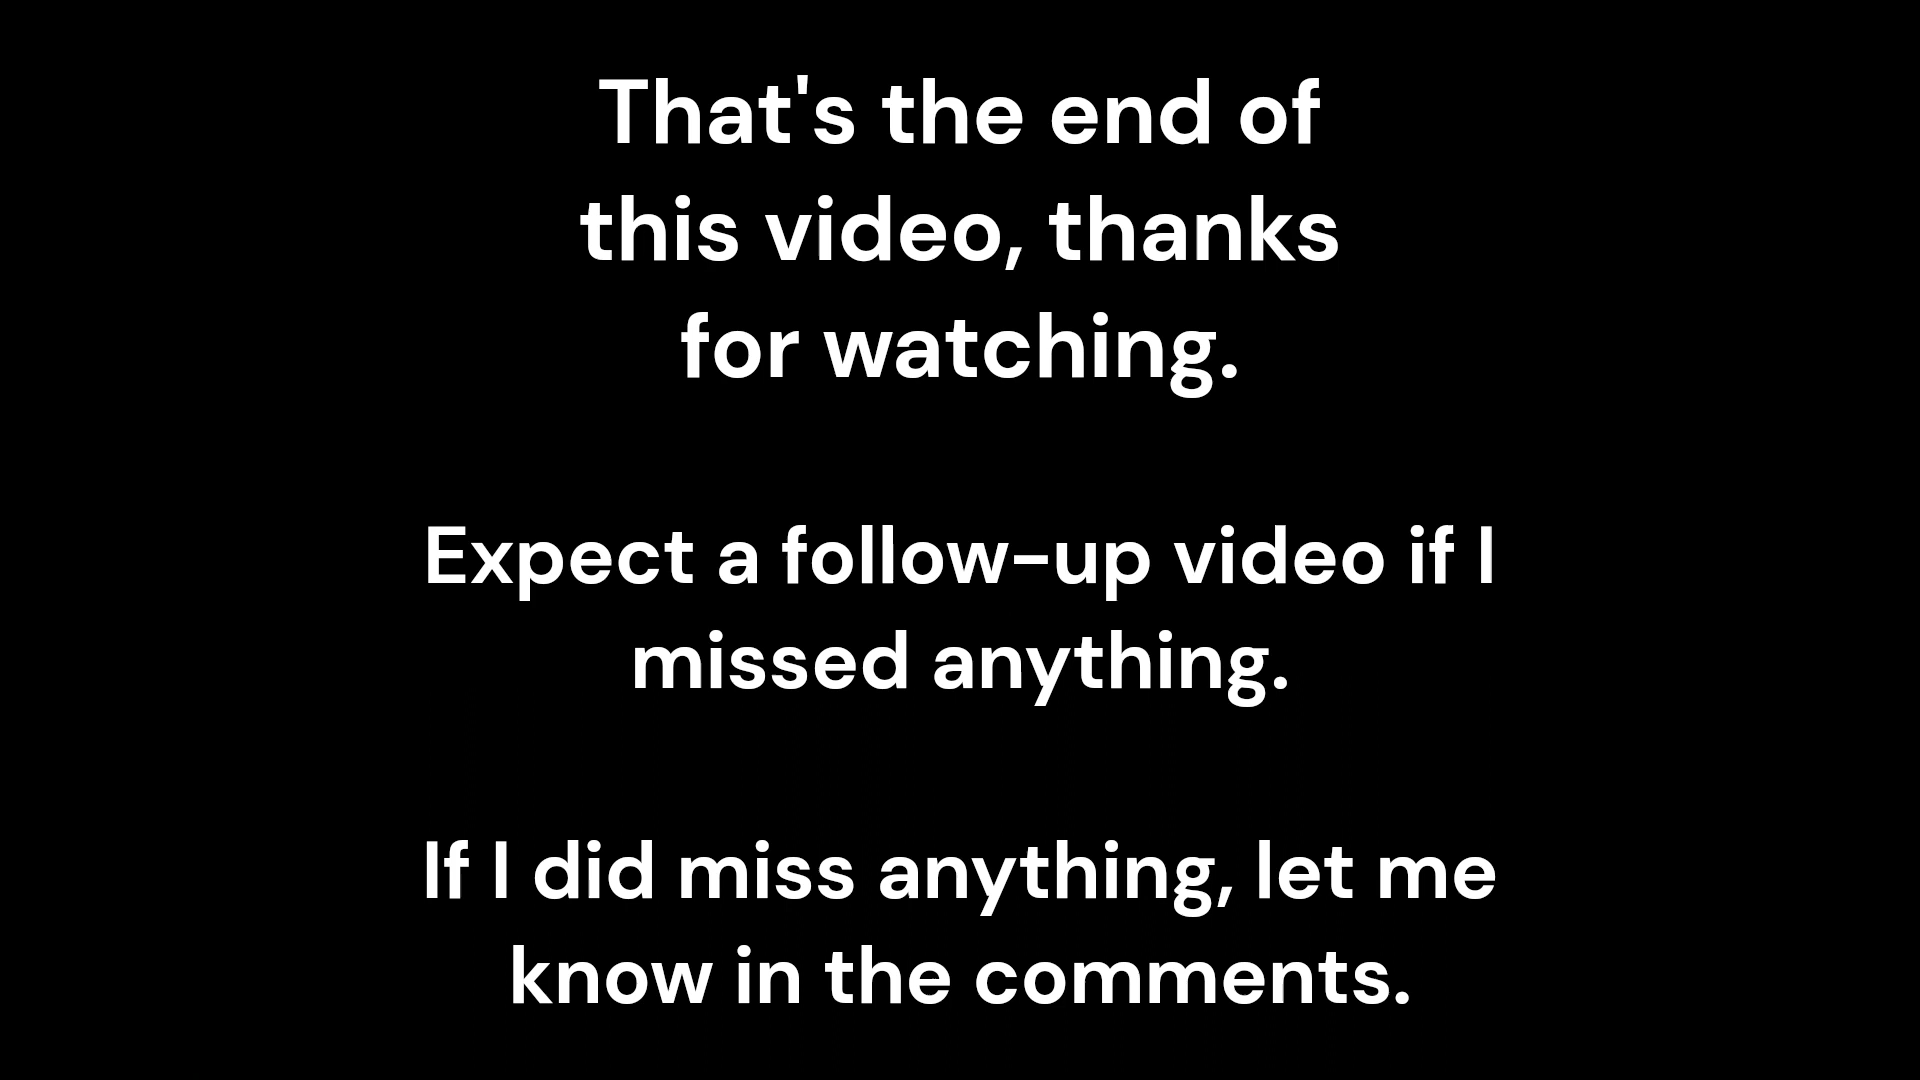 That's the end of
this video, thanks
for watching.
Expect a follow-up video if I
missed anything.
If I did miss anything, let me
know in the comments.